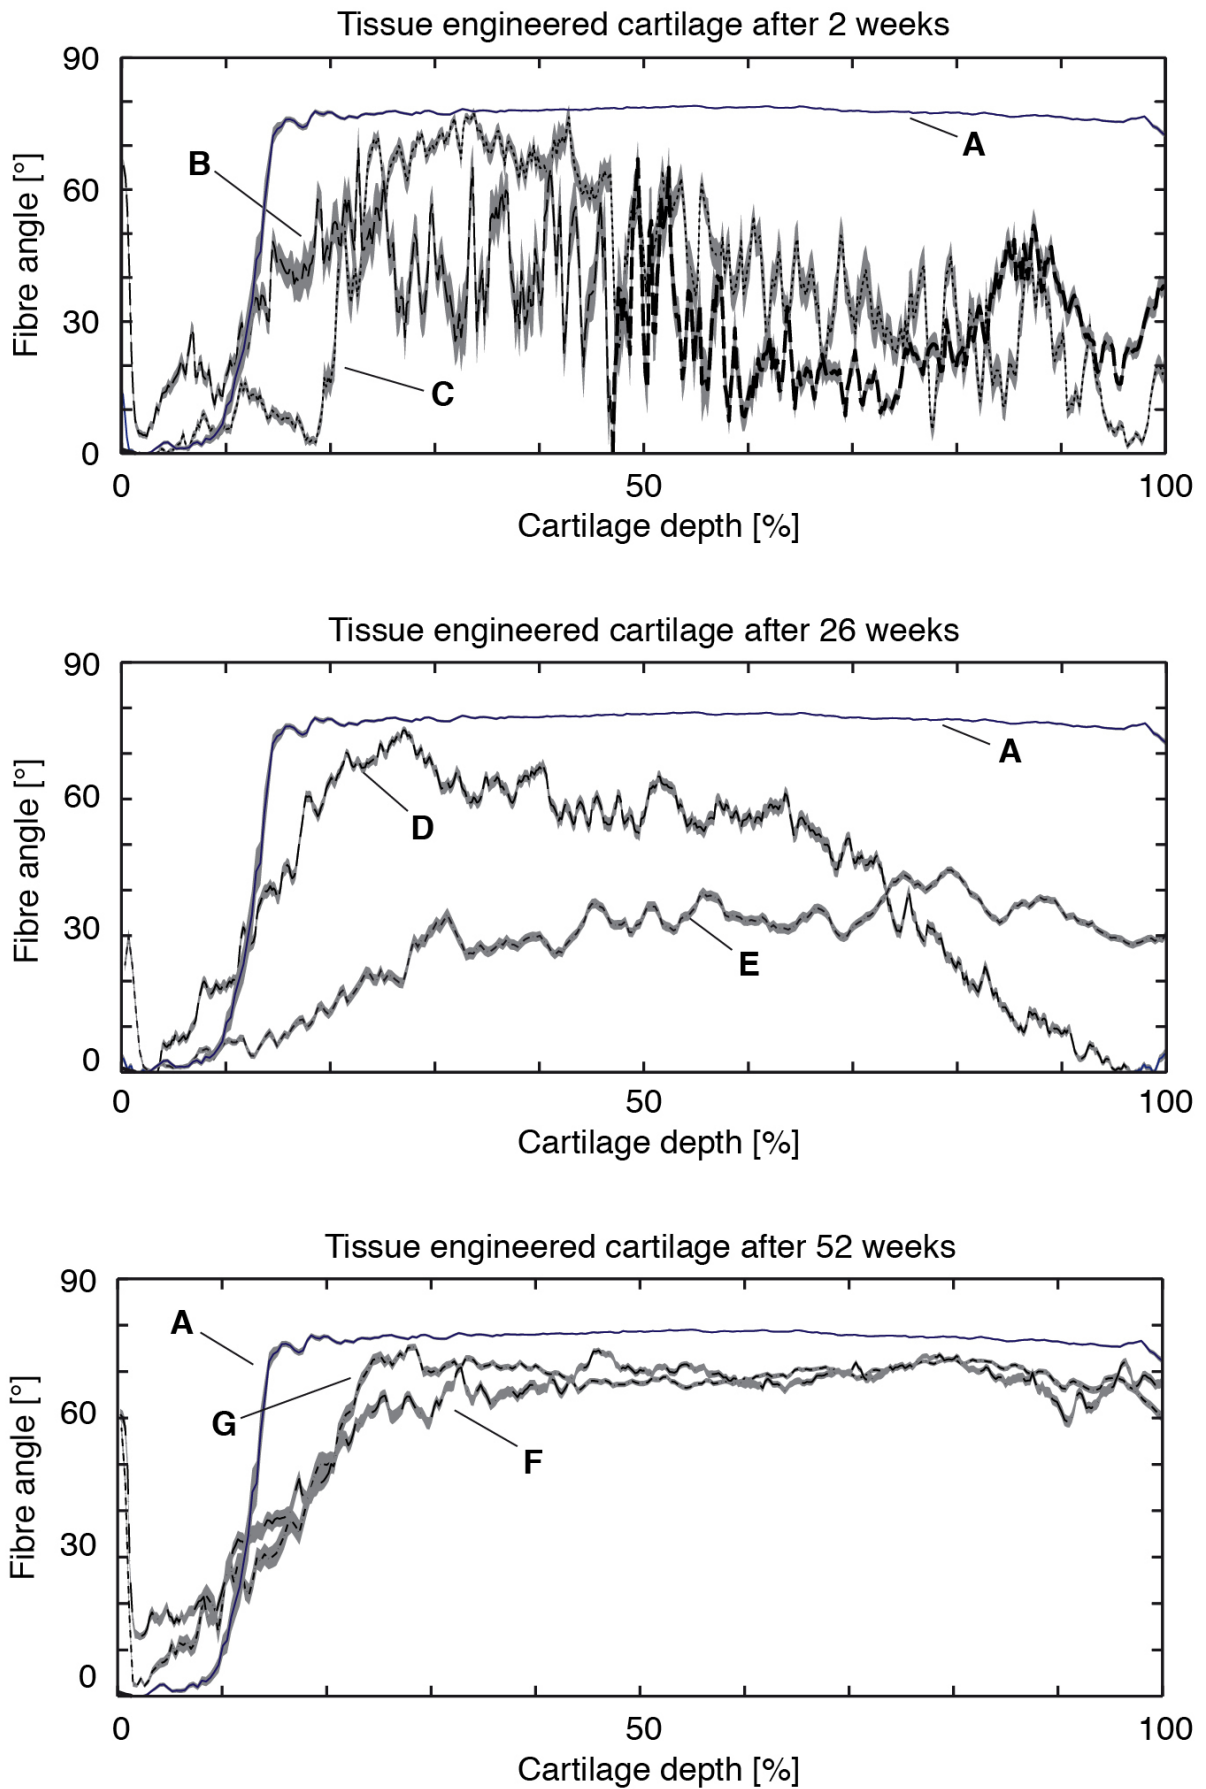 Tissue engineered cartilage after 2 weeks
90
60
30
0
Fibre angle [°]
A
B
C
0 50 100
Cartilage depth [%]
Tissue engineered cartilage after 26 weeks
90
60
30
0
Fibre angle [°]
A
D
E
0 50 100
Cartilage depth [%]
Tissue engineered cartilage after 52 weeks
90
60
30
0
Fibre angle [°]
A
G
F
0 50 100
Cartilage depth [%]